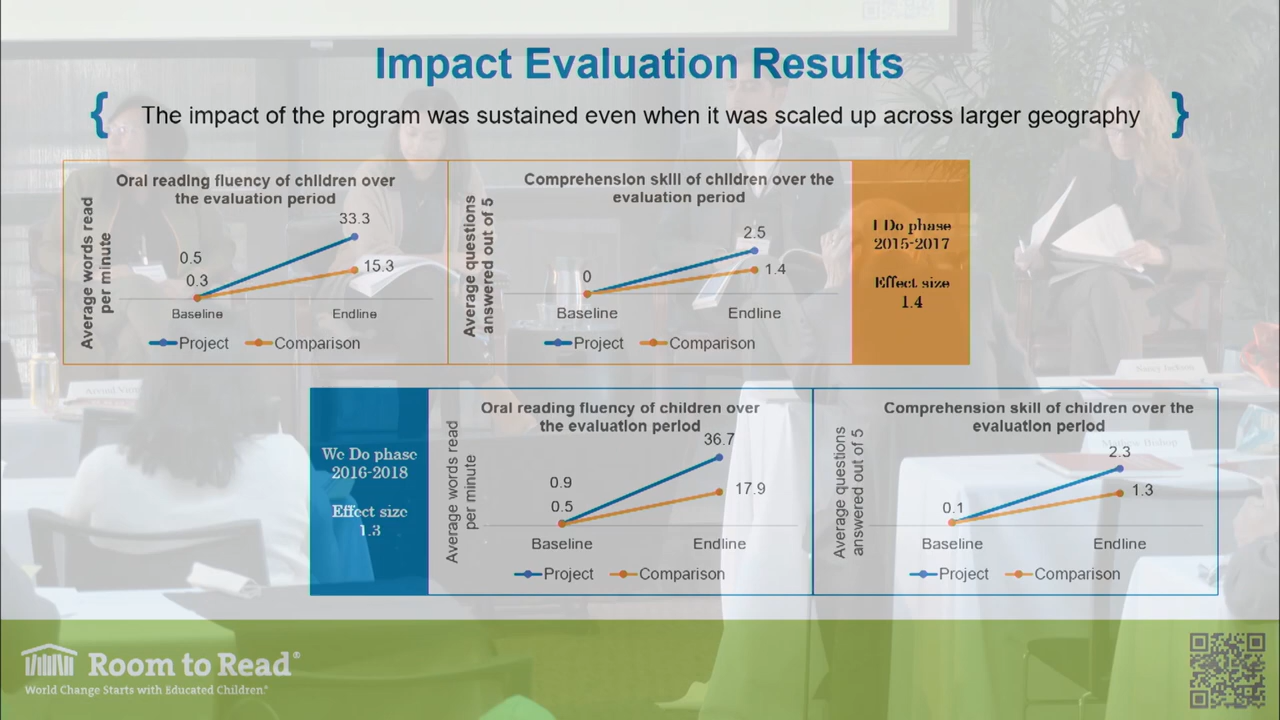 Impact Evaluation Results
{ The impact of the program was sustained even when it was scaled up across larger geography }
Oral reading fluency of children over
the evaluation period
Average words read
per minute
33.3
0.5
0.3
15.3
Baseline
Endline
Project
Comparison
Comprehension skill of children over the
evaluation period
Average questions
answered out of 5
2.5
0
1.4
Baseline
Endline
Project
Comparison
I Do phase
2015-2017
Effect size
1.4
We Do phase
2016-2018
Effect size
1.3
Oral reading fluency of children over
the evaluation period
Average words read
per minute
36.7
0.9
0.5
17.9
Baseline
Endline
Project
Comparison
Comprehension skill of children over the
evaluation period
Average questions
answered out of 5
2.3
0.1
1.3
Baseline
Endline
Project
Comparison
Room to Read®
World Change Starts with Educated Children.®